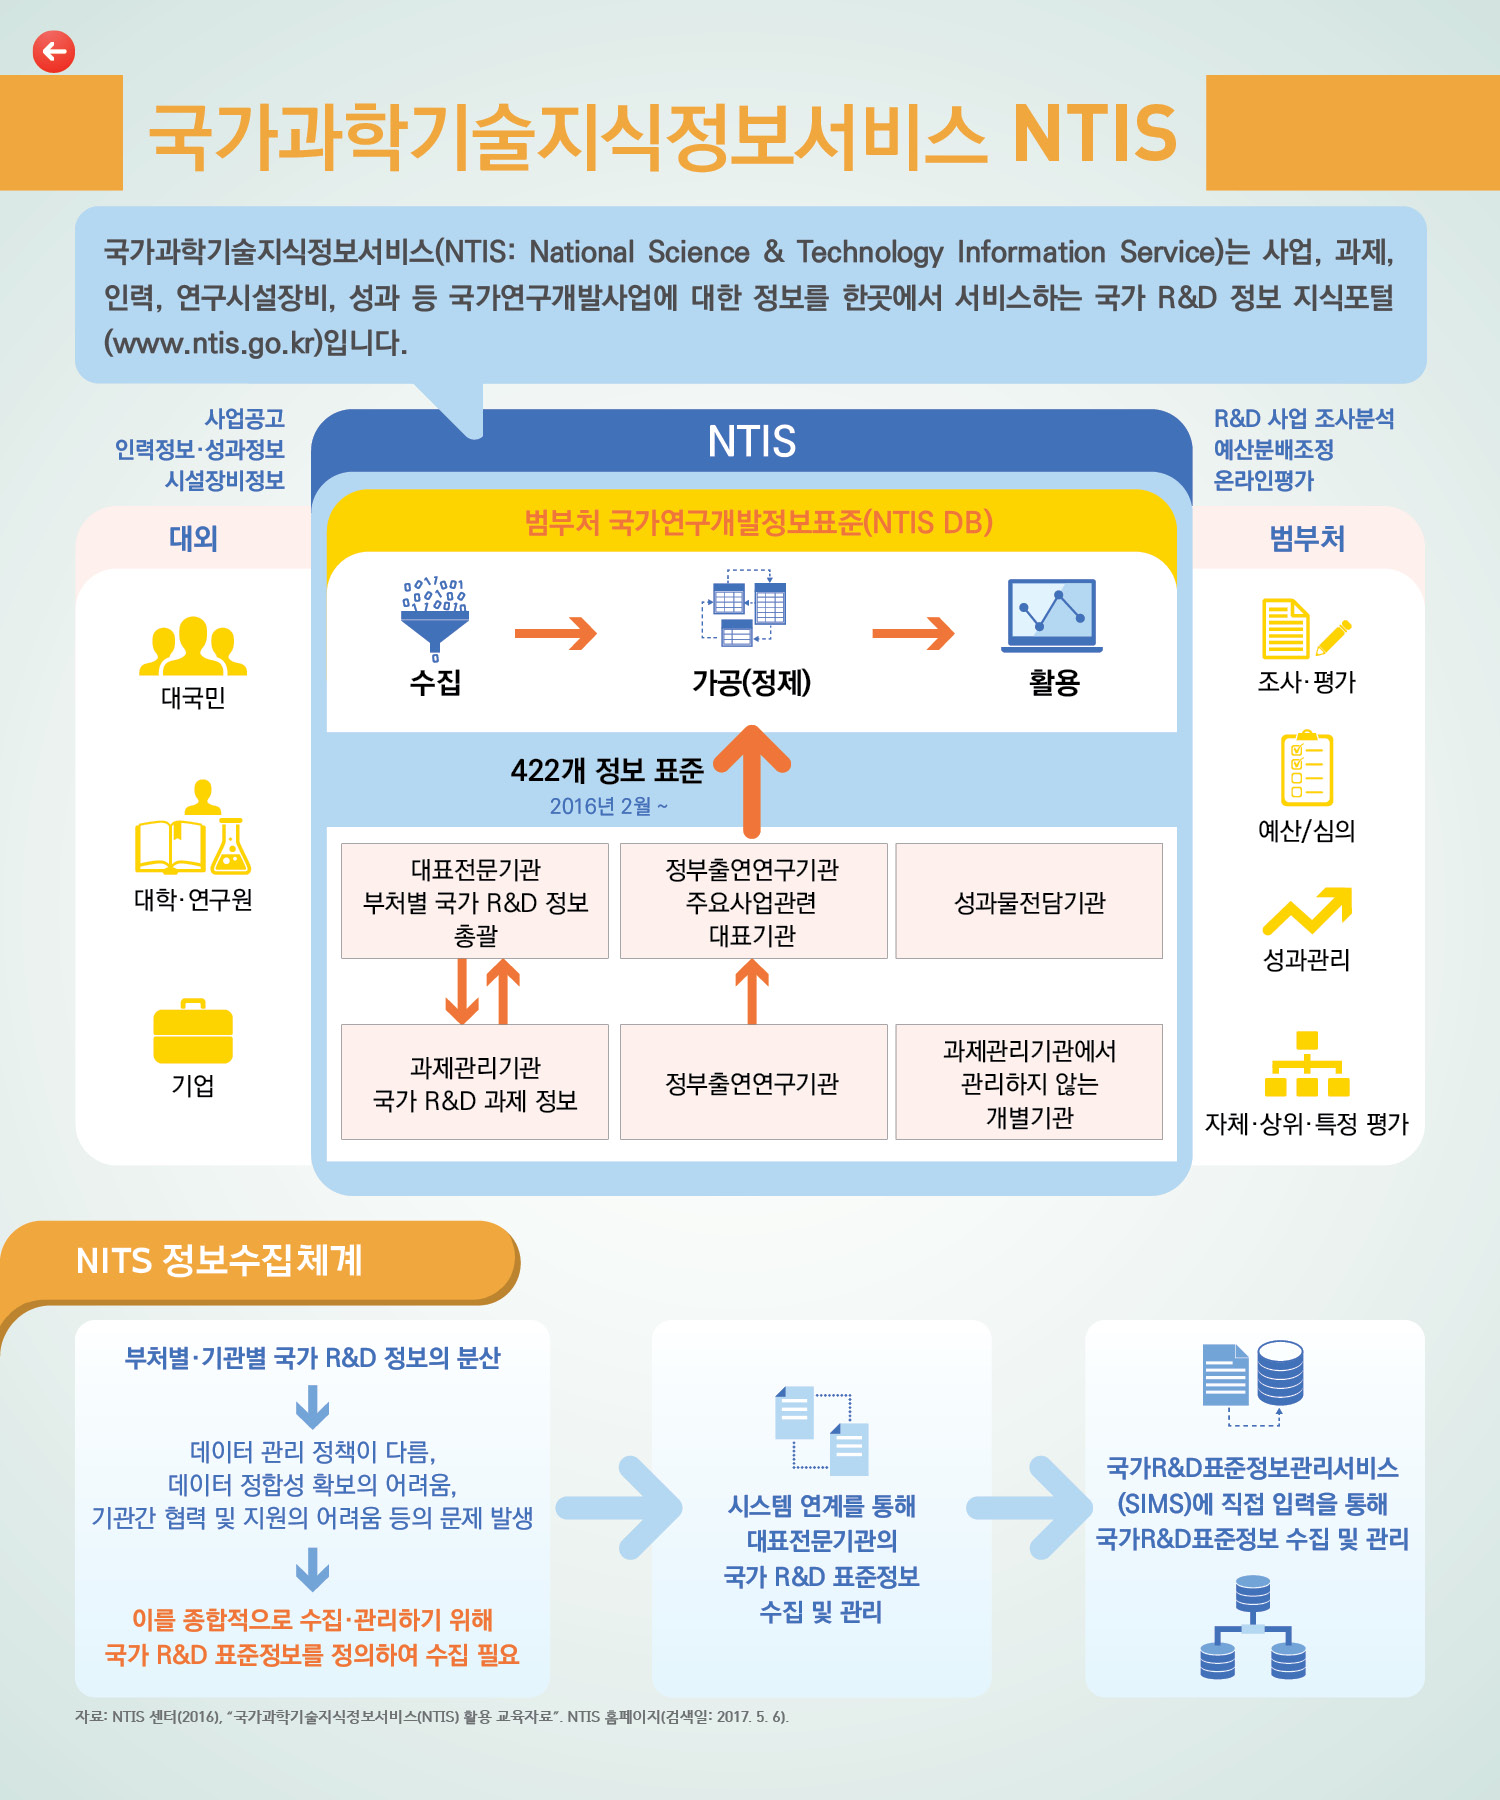 국가과학기술지식정보서비스 NTIS
국가과학기술지식정보서비스(NTIS: National Science & Technology Information Service)는 사업, 과제,
인력, 연구시설장비, 성과 등 국가연구개발사업에 대한 정보를 한곳에서 서비스하는 국가 R&D 정보 지식포털
(www.ntis.go.kr)입니다.
사업공고
인력정보·성과정보
시설장비정보
대외
대국민
대학·연구원
기업
NTIS
범부처 국가연구개발정보표준(NTIS DB)
수집
가공(정제)
활용
422개 정보 표준
2016년 2월 ~
대표전문기관
부처별 국가 R&D 정보
총괄
정부출연연구기관
주요사업관련
대표기관
성과물전담기관
과제관리기관
국가 R&D 과제 정보
정부출연연구기관
과제관리기관에서
관리하지 않는
개별기관
R&D 사업 조사분석
예산분배조정
온라인평가
범부처
조사·평가
예산/심의
성과관리
자체·상위·특정 평가
NITS 정보수집체계
부처별·기관별 국가 R&D 정보의 분산
데이터 관리 정책이 다름,
데이터 정합성 확보의 어려움,
기관간 협력 및 지원의 어려움 등의 문제 발생
이를 종합적으로 수집·관리하기 위해
국가 R&D 표준정보를 정의하여 수집 필요
시스템 연계를 통해
대표전문기관의
국가 R&D 표준정보
수집 및 관리
국가R&D표준정보관리서비스
(SIMS)에 직접 입력을 통해
국가R&D표준정보 수집 및 관리
자료: NTIS 센터(2016), “국가과학기술지식정보서비스(NTIS) 활용 교육자료”. NTIS 홈페이지(검색일: 2017. 5. 6).